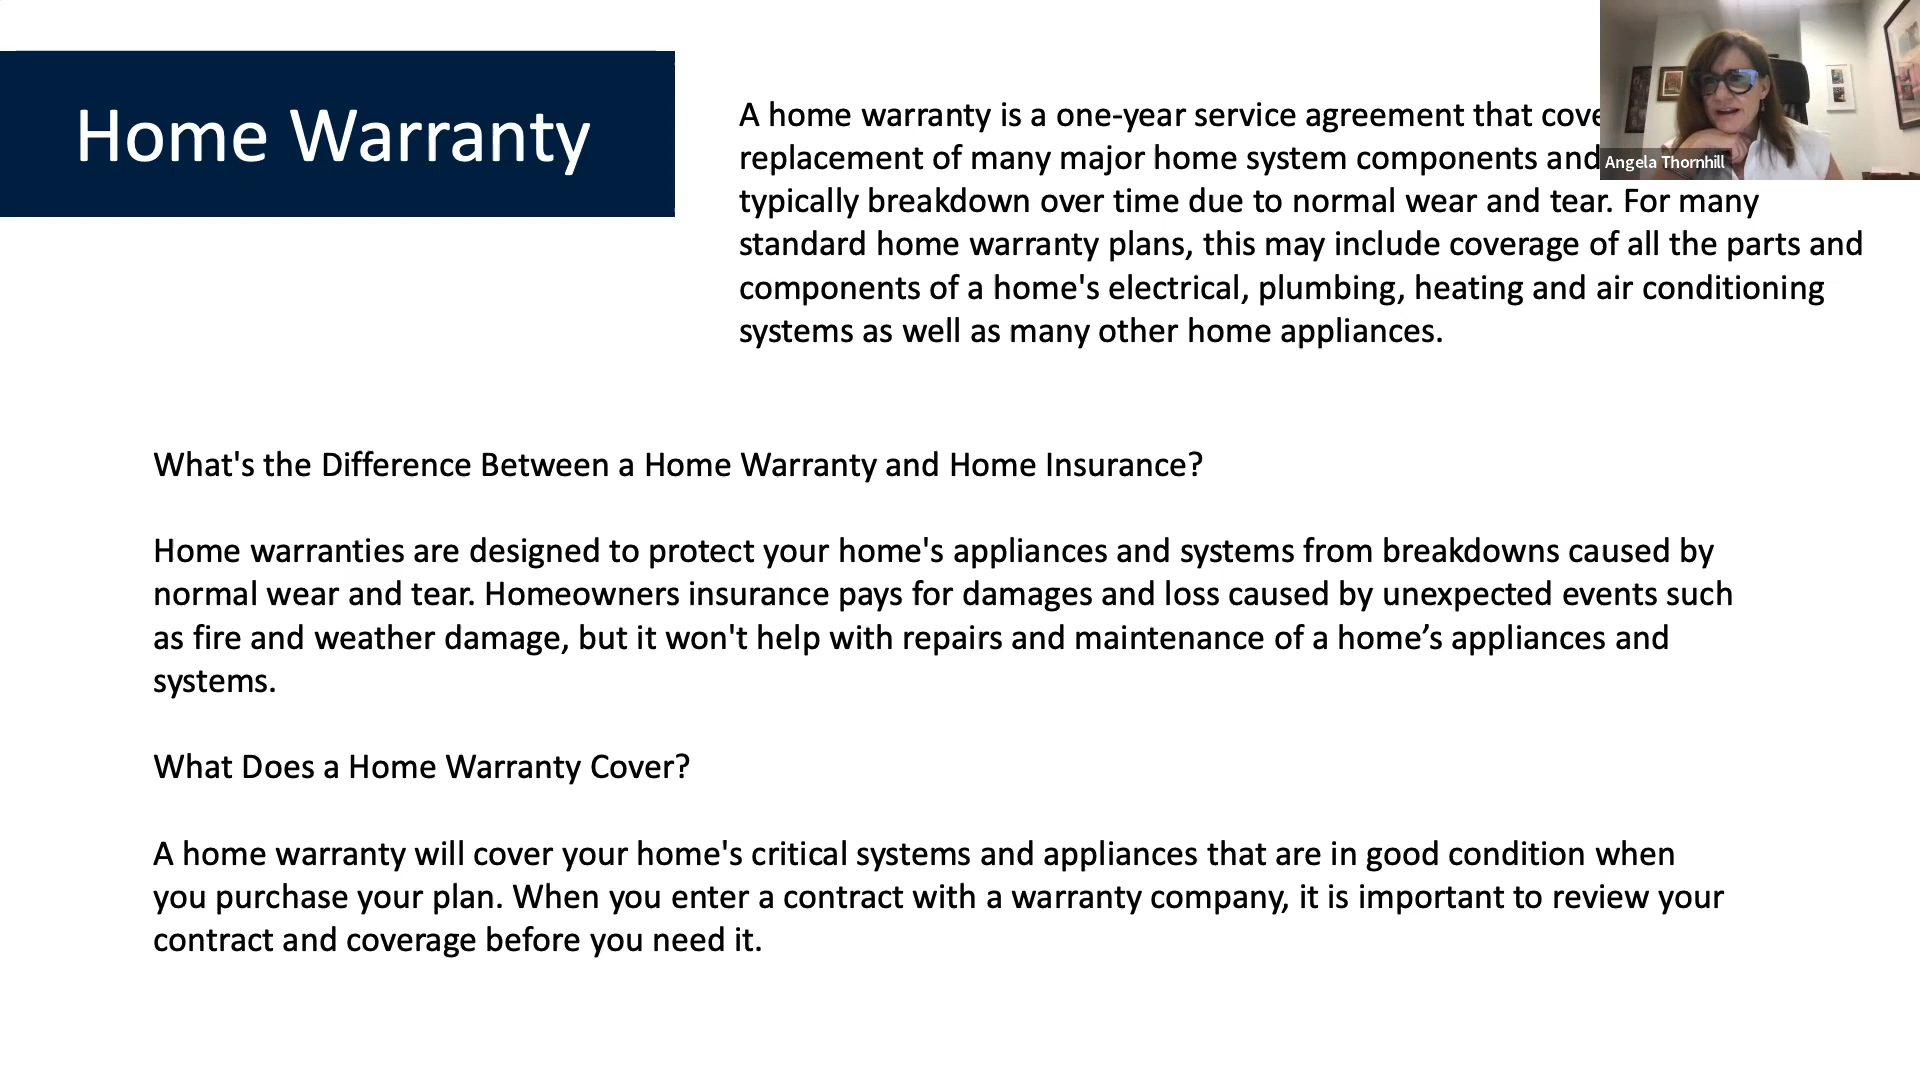 Home Warranty
A home warranty is a one-year service agreement that
replacement of many major home system components and
typically breakdown over time due to normal wear and tear. For many
standard home warranty plans, this may include coverage of all the parts and
components of a home's electrical, plumbing, heating and air conditioning
systems as well as many other home appliances.
Angela Thornhill
What's the Difference Between a Home Warranty and Home Insurance?
Home warranties are designed to protect your home's appliances and systems from breakdowns caused by
normal wear and tear. Homeowners insurance pays for damages and loss caused by unexpected events such
as fire and weather damage, but it won't help with repairs and maintenance of a home’s appliances and
systems.
What Does a Home Warranty Cover?
A home warranty will cover your home's critical systems and appliances that are in good condition when
you purchase your plan. When you enter a contract with a warranty company, it is important to review your
contract and coverage before you need it.